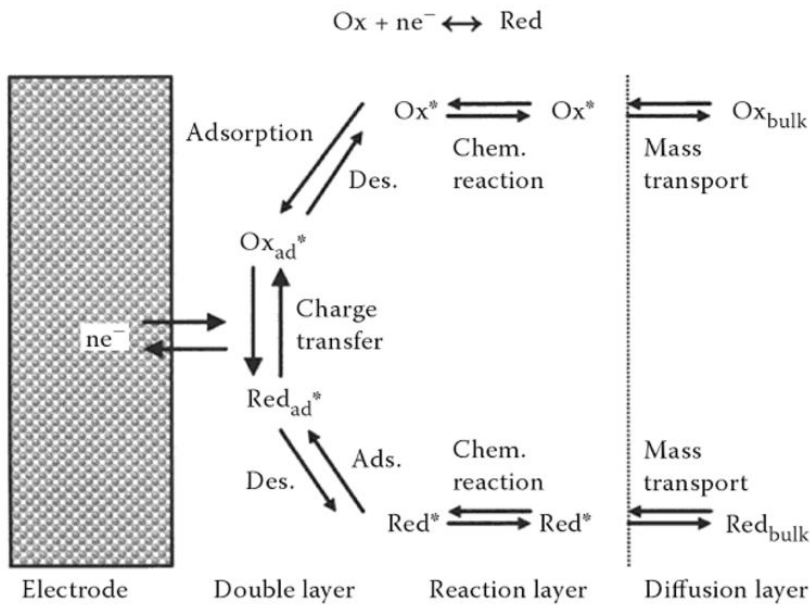 Ox + ne⁻ ↔ Red
Ox* Ox* Ox_bulk
Adsorption
Des.
Chem.
reaction
Mass
transport
Ox_ad*
ne⁻
Charge
transfer
Red_ad*
Des.
Ads.
Chem.
reaction
Mass
transport
Red* Red* Red_bulk
Electrode Double layer Reaction layer Diffusion layer